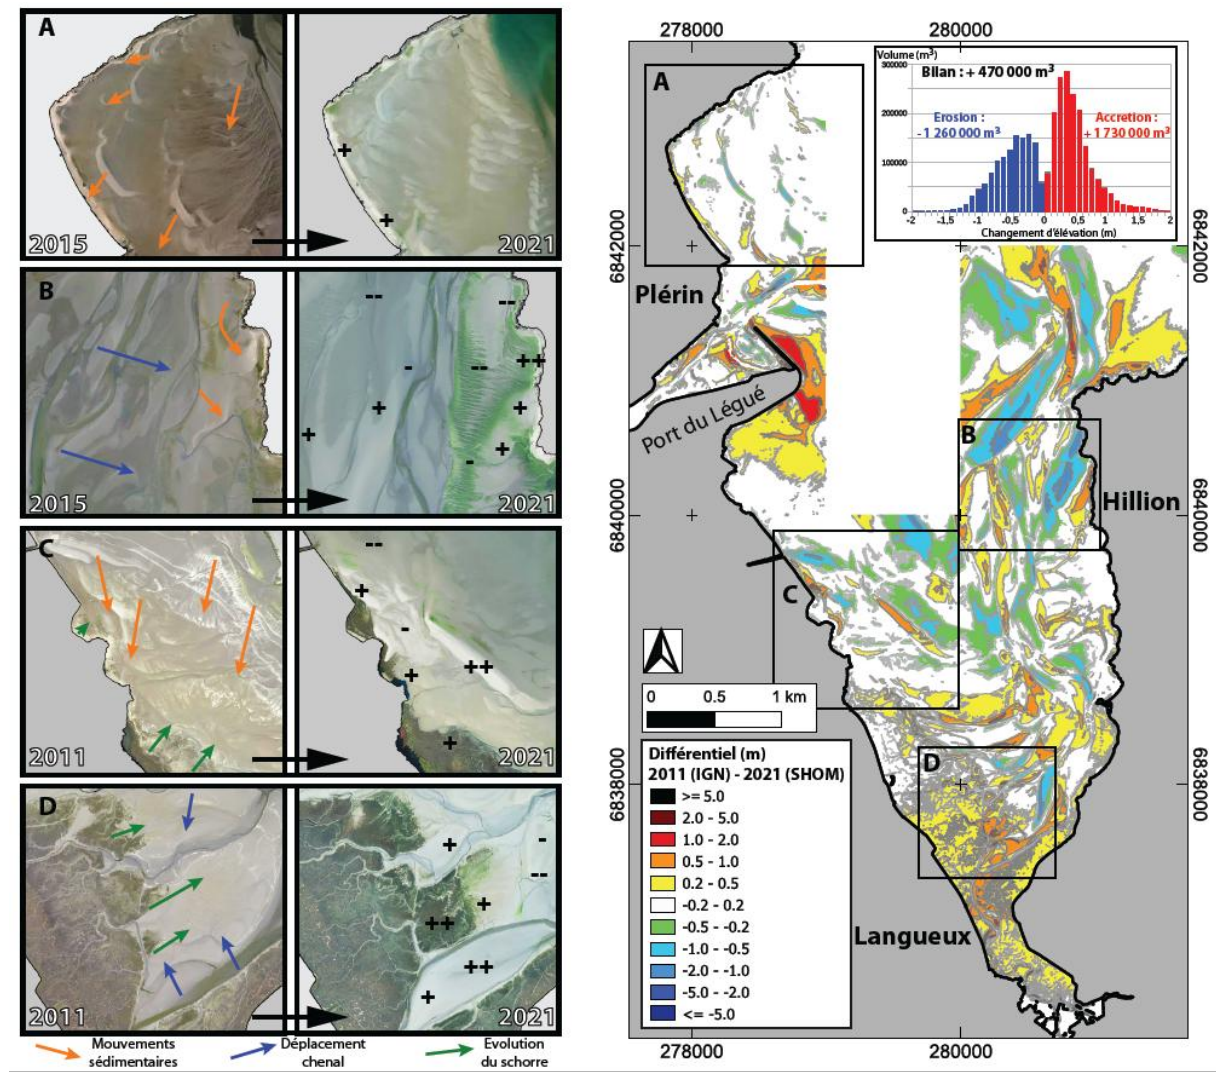 A
2015
2021
+
+
B
2015
2021
--
--
-
--
++
+
+
+
+
-
C
2011
2021
--
+
-
++
+
+
D
2011
2021
+
-
--
+
++
++
+
Mouvements
sédimentaires
Déplacement
chenal
Evolution
du schorre
278000
280000
6842000
6840000
6838000
6842000
6840000
6838000
278000
280000
A
B
C
D
Plérin
Port du Légué
Hillion
Langueux
Volume (m³)
Bilan : + 470 000 m³
Erosion :
- 1 260 000 m³
Accretion :
+ 1 730 000 m³
300000
200000
100000
0
-2
-1,5
-1
-0,5
0
0,5
1
1,5
2
Changement d'élévation (m)
0
0.5
1 km
Différentiel (m)
2011 (IGN) - 2021 (SHOM)
>= 5.0
2.0 - 5.0
1.0 - 2.0
0.5 - 1.0
0.2 - 0.5
-0.2 - 0.2
-0.5 - -0.2
-1.0 - -0.5
-2.0 - -1.0
-5.0 - -2.0
<= -5.0